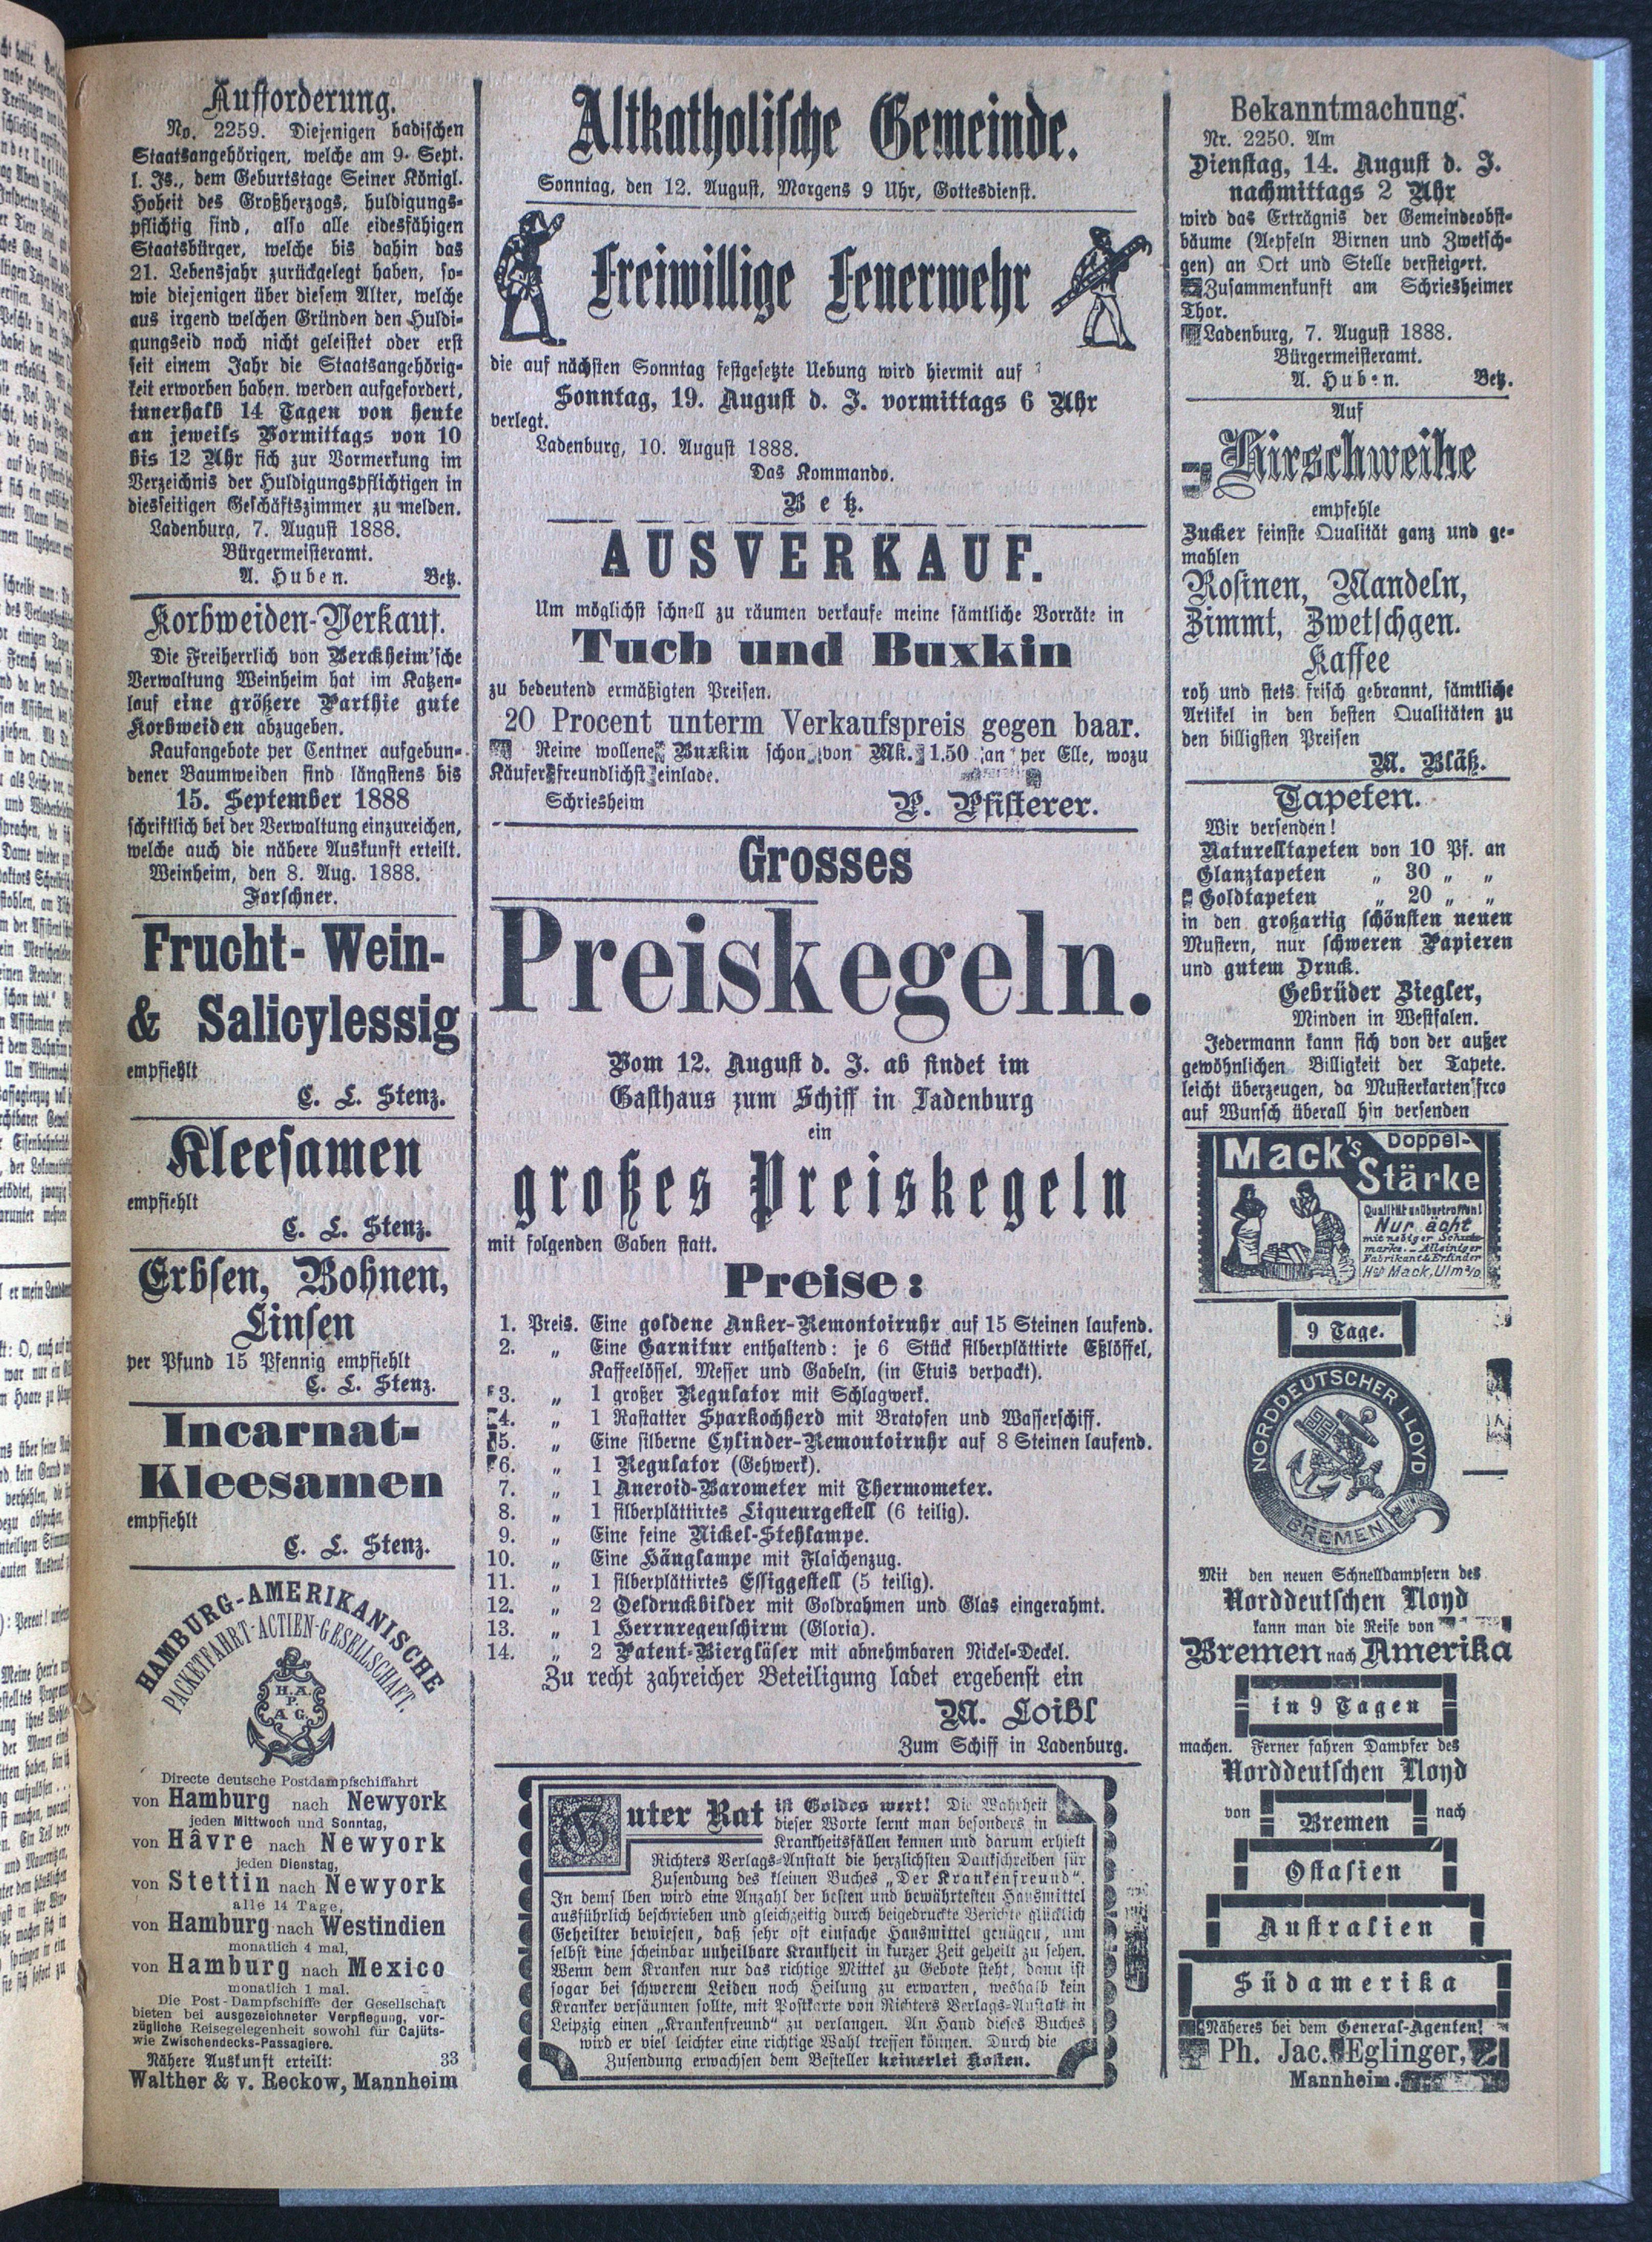 Aufforderung.
No. 2259. Diejenigen badischen
Staatsangehörigen, welche am 9. Sept.
l. Js., dem Geburtstage Seiner Königl.
Hoheit des Großherzogs, huldigungs-
pflichtig sind, also alle eidesfähigen
Staatsbürger, welche bis dahin das
21. Lebensjahr zurückgelegt haben, so-
wie diejenigen über diesem Alter, welche
aus irgend welchen Gründen den Huldi-
gungseid noch nicht geleistet oder erst
seit einem Jahr die Staatsangehörig-
keit erworben haben, werden aufgefordert,
innerhalb 14 Tagen von heute
an jeweils Vormittags von 10
bis 12 Uhr sich zur Vormerkung im
Verzeichnis der Huldigungspflichtigen in
diesseitigen Geschäftszimmer zu melden.
Ladenburg, 7. August 1888.
Bürgermeisteramt.
A. Huben. Betz.
Korbweiden-Verkauf.
Die Freiherrlich von Berckheim'sche
Verwaltung Weinheim hat im Katzen-
lauf eine größere Parthie gute
Korbweiden abzugeben.
Kaufangebote per Centner aufgebun-
dener Baumweiden sind längstens bis
15. September 1888
schriftlich bei der Verwaltung einzureichen,
welche auch die nähere Auskunft erteilt.
Weinheim, den 8. Aug. 1888.
Forschner.
Frucht- Wein-
& Salicylessig
empfiehlt
C. L. Stenz.
Kleesamen
empfiehlt
C. L. Stenz.
Erbsen, Bohnen,
Linsen
per Pfund 15 Pfennig empfiehlt
C. L. Stenz.
Incarnat-
Kleesamen
empfiehlt
C. L. Stenz.
HAMBURG-AMERIKANISCHE
PACKETFAHRT-ACTIEN-GESELLSCHAFT.
H. A.
P.
A. G.
Directe deutsche Postdampfschiffahrt
von Hamburg nach Newyork
jeden Mittwoch und Sonntag,
von Hâvre nach Newyork
jeden Dienstag,
von Stettin nach Newyork
alle 14 Tage,
von Hamburg nach Westindien
monatlich 4 mal,
von Hamburg nach Mexico
monatlich 1 mal.
Die Post-Dampfschiffe der Gesellschaft
bieten bei ausgezeichneter Verpflegung, vor-
zügliche Reisegelegenheit sowohl für Cajüts-
wie Zwischendecks-Passagiere.
Nähere Auskunft erteilt: 33
Walther & v. Reckow, Mannheim
Altkatholische Gemeinde.
Sonntag, den 12. August, Morgens 9 Uhr, Gottesdienst.
Freiwillige Feuerwehr
die auf nächsten Sonntag festgesetzte Uebung wird hiermit auf
Sonntag, 19. August d. J. vormittags 6 Uhr
verlegt.
Ladenburg, 10. August 1888.
Das Kommando.
Betz.
AUSVERKAUF.
Um möglichst schnell zu räumen verkaufe meine sämtliche Vorräte in
Tuch und Buxkin
zu bedeutend ermäßigten Preisen.
20 Procent unterm Verkaufspreis gegen baar.
Reine wollene Buxkin schon von Mk. 1.50 an per Elle, wozu
Käufer freundlichst einlade.
Schriesheim P. Pfisterer.
Grosses
Preiskegeln.
Vom 12. August d. J. ab findet im
Gasthaus zum Schiff in Ladenburg
ein
großes Preiskegeln
mit folgenden Gaben statt.
Preise:
1. Preis. Eine goldene Anker-Remontoiruhr auf 15 Steinen laufend.
2. „ Eine Garnitur enthaltend: je 6 Stück silberplättirte Eßlöffel,
Kaffeelöffel, Messer und Gabeln, (in Etuis verpackt).
3. „ 1 großer Regulator mit Schlagwerk.
4. „ 1 Rastatter Sparkochherd mit Bratofen und Wasserschiff.
5. „ Eine silberne Cylinder-Remontoiruhr auf 8 Steinen laufend.
6. „ 1 Regulator (Gehwerk).
7. „ 1 Aneroid-Barometer mit Thermometer.
8. „ 1 silberplättirtes Liqueurgestell (6 teilig).
9. „ Eine feine Nickel-Stehlampe.
10. „ Eine Hänglampe mit Flaschenzug.
11. „ 1 silberplättirtes Essiggestell (5 teilig).
12. „ 2 Oeldruckbilder mit Goldrahmen und Glas eingerahmt.
13. „ 1 Herrnregenschirm (Gloria).
14. „ 2 Patent-Biergläser mit abnehmbaren Nickel-Deckel.
Zu recht zahreicher Beteiligung ladet ergebenst ein
M. Loibl
Zum Schiff in Ladenburg.
Guter Rat ist Goldes wert! Die Wahrheit
dieser Worte lernt man besonders in
Krankheitsfällen kennen und darum erhielt
Richters Verlags-Anstalt die herzlichsten Dankschreiben für
Zusendung des kleinen Buches „Der Krankenfreund“.
In demselben wird eine Anzahl der besten und bewährtesten Hausmittel
ausführlich beschrieben und gleichzeitig durch beigedruckte Berichte glücklich
Geheilter bewiesen, daß sehr oft einfache Hausmittel genügen, um
selbst eine scheinbar unheilbare Krankheit in kurzer Zeit geheilt zu sehen.
Wenn dem Kranken nur das richtige Mittel zu Gebote steht, dann ist
sogar bei schwerem Leiden noch Heilung zu erwarten, weshalb kein
Kranker versäumen sollte, mit Postkarte von Richters Verlags-Anstalt in
Leipzig einen „Krankenfreund“ zu verlangen. An Hand dieses Buches
wird er viel leichter eine richtige Wahl treffen können. Durch die
Zusendung erwachsen dem Besteller keinerlei Kosten.
Bekanntmachung.
Nr. 2250. Am
Dienstag, 14. August d. J.
nachmittags 2 Uhr
wird das Erträgnis der Gemeindeobst-
bäume (Aepfeln Birnen und Zwetsch-
gen) an Ort und Stelle versteigert.
Zusammenkunft am Schriesheimer
Thor.
Ladenburg, 7. August 1888.
Bürgermeisteramt.
A. Huben. Betz.
Auf
Kirschweihe
empfehle
Zucker feinste Qualität ganz und ge-
mahlen
Rosinen, Mandeln,
Zimmt, Zwetschgen.
Kaffee
roh und stets frisch gebrannt, sämtliche
Artikel in den besten Qualitäten zu
den billigsten Preisen
M. Bläß.
Tapeten.
Wir versenden!
Naturelltapeten von 10 Pf. an
Glanztapeten „ 30 „ „
Goldtapeten „ 20 „ „
in den großartig schönsten neuen
Mustern, nur schweren Papieren
und gutem Druck.
Gebrüder Ziegler,
Minden in Westfalen.
Jedermann kann sich von der außer
gewöhnlichen Billigkeit der Tapete.
leicht überzeugen, da Musterkarten frco
auf Wunsch überall hin versenden
Mack's Doppel-
Stärke
Qualität unübertroffen!
Nur ächt
mit nebiger Schutz-
marke. - Alleiniger
Fabrikant & Erfinder
Hch Mack, Ulm a/D.
9 Tage.
NORDDEUTSCHER LLOYD
BREMEN
Mit den neuen Schnelldampfern des
Norddeutschen Lloyd
kann man die Reise von
Bremen nach Amerika
in 9 Tagen
machen. Ferner fahren Dampfer des
Norddeutschen Lloyd
von Bremen nach
Ostasien
Australien
Südamerika
Näheres bei dem General-Agenten!
Ph. Jac. Eglinger,
Mannheim.